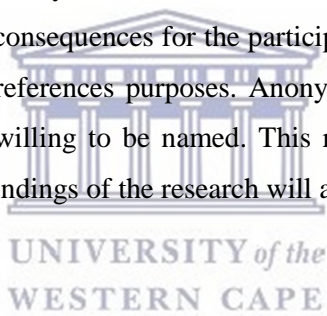 consequences for the particip
references purposes. Anony
willing to be named. This
ndings of the research will a
UNIVERSITY of the
WESTERN CAPE